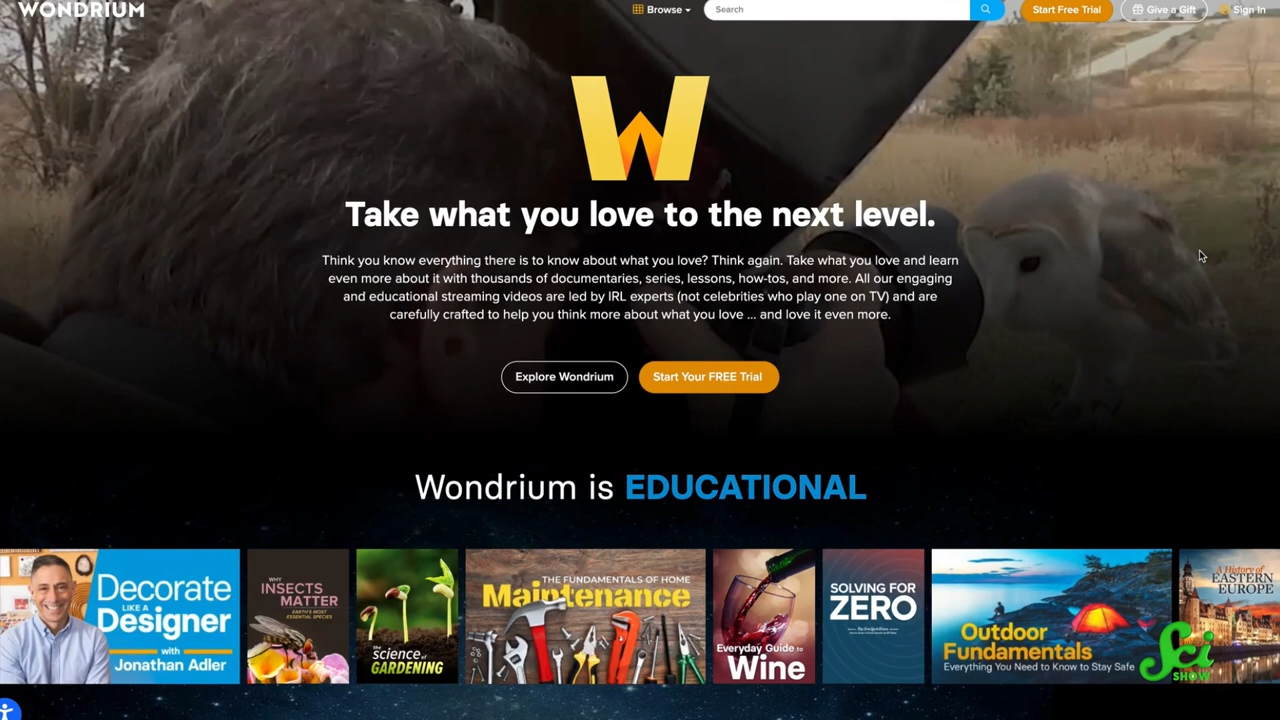 WONDRIUM
Browse
Search
Start Free Trial
Give a Gift
Sign In
W
Take what you love to the next level.
Think you know everything there is to know about what you love? Think again. Take what you love and learn
even more about it with thousands of documentaries, series, lessons, how-tos, and more. All our engaging
and educational streaming videos are led by IRL experts (not celebrities who play one on TV) and are
carefully crafted to help you think more about what you love ... and love it even more.
Explore Wondrium
Start Your FREE Trial
Wondrium is EDUCATIONAL
Decorate
LIKE A
Designer
with
Jonathan Adler
WHY
INSECTS
MATTER
EARTH'S MOST
ESSENTIAL SPECIES
the
science of
GARDENING
THE FUNDAMENTALS OF HOME
Maintenance
Everyday Guide to
Wine
SOLVING FOR
ZERO
Outdoor
Fundamentals
Everything You Need to Know to Stay Safe
A History of
EASTERN
EUROPE
Sci
SHOW